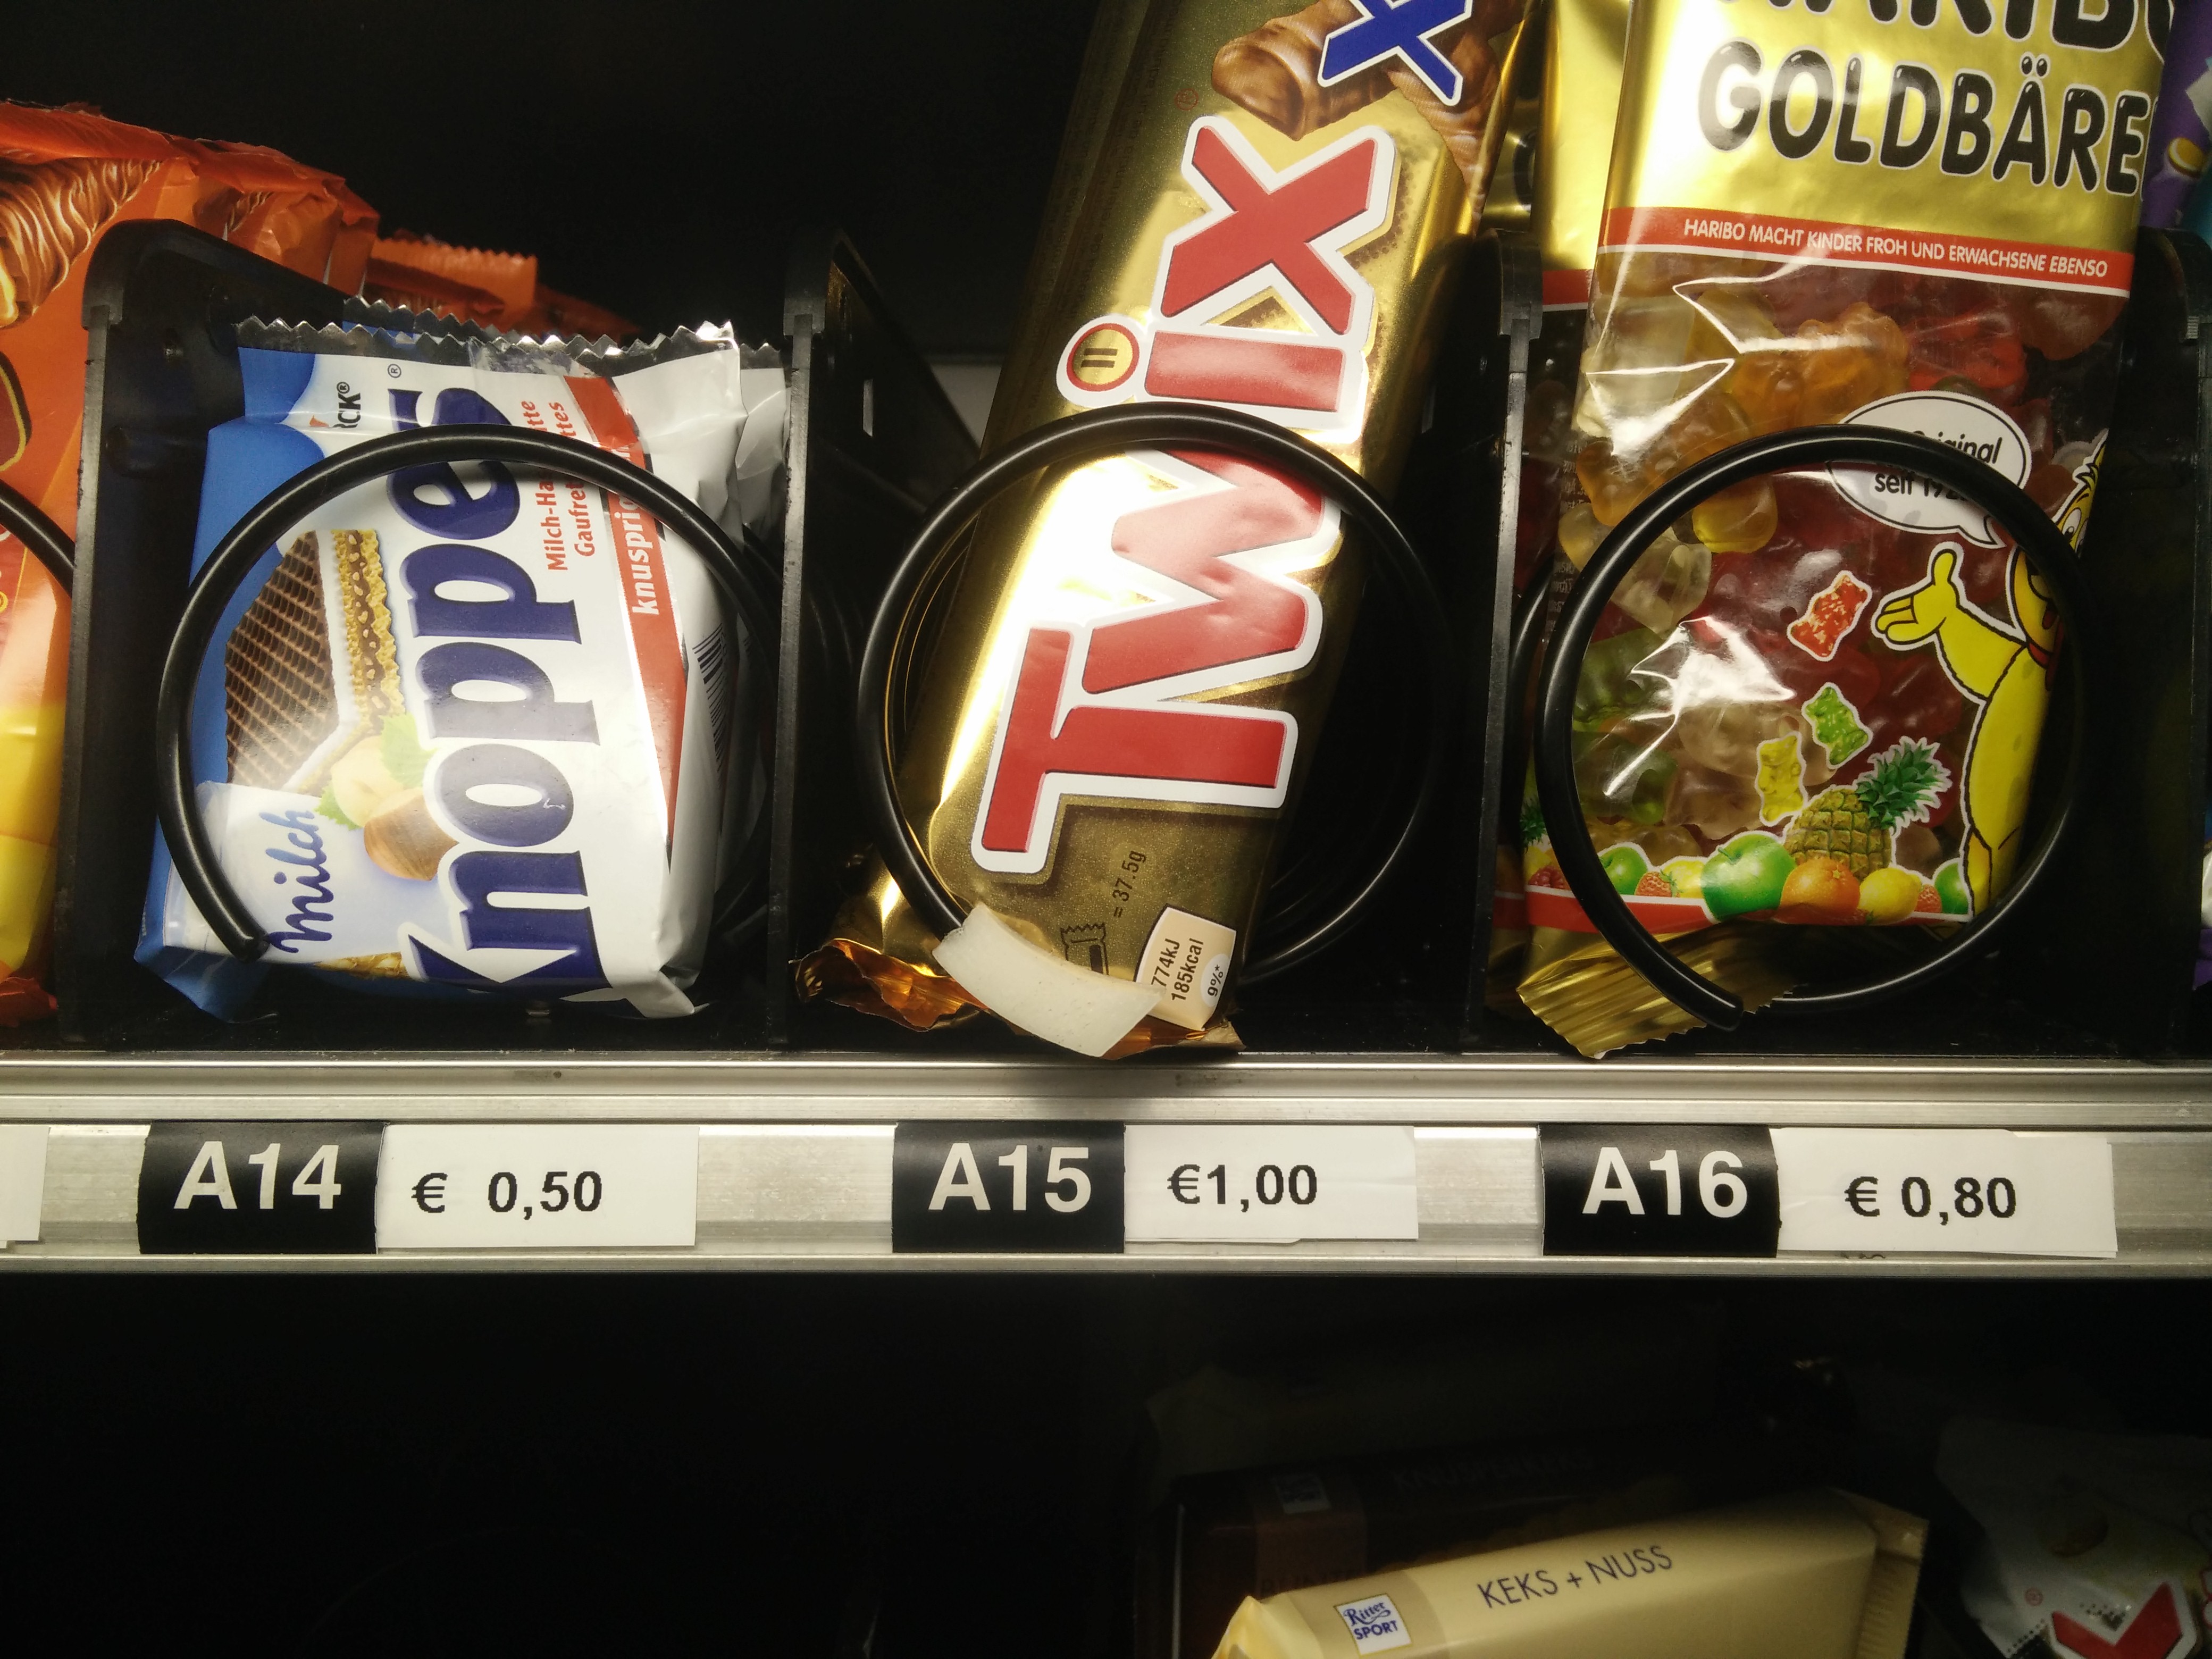 Knoppers
Milch-Ha
Gaufre
knuspri
milch
TWIX
X
= 37.5g
774kJ
185kcal
9%*
HARIBO
GOLDBÄRE
HARIBO MACHT KINDER FROH UND ERWACHSENE EBENSO
Original
seit
A14 € 0,50
A15 €1,00
A16 € 0,80
KEKS + NUSS
Ritter
SPORT